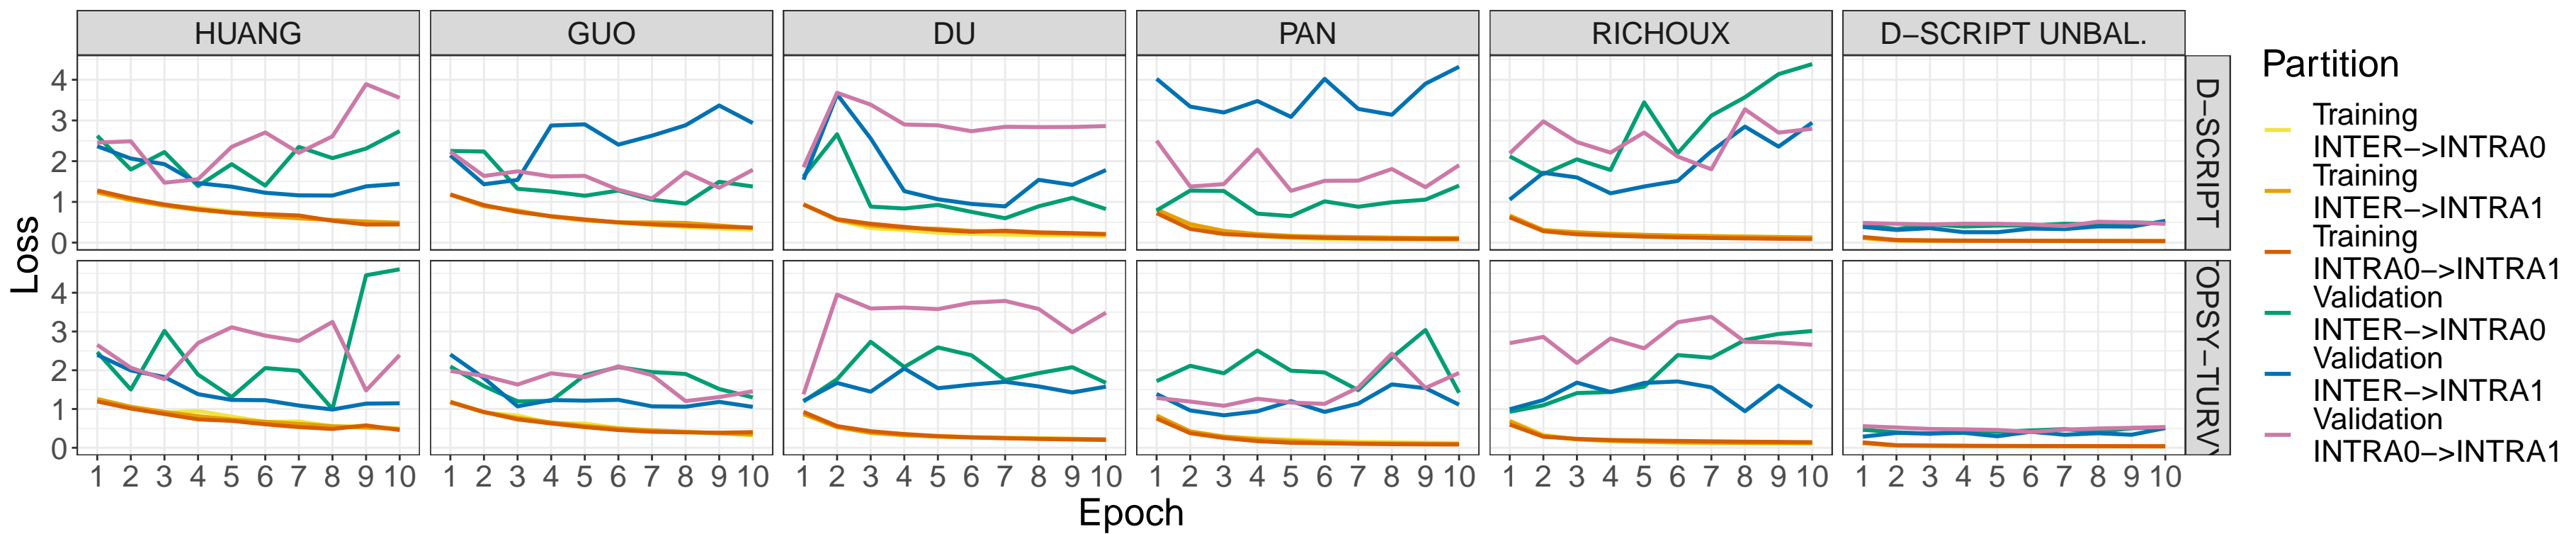 HUANG GUO DU PAN RICHOUX D−SCRIPT UNBAL.
Loss
4
3
2
1
0
D−SCRIPT
4
3
2
1
0
OPSY−TURV
1 2 3 4 5 6 7 8 9 10 1 2 3 4 5 6 7 8 9 10 1 2 3 4 5 6 7 8 9 10 1 2 3 4 5 6 7 8 9 10 1 2 3 4 5 6 7 8 9 10 1 2 3 4 5 6 7 8 9 10
Epoch
Partition
Training
INTER−>INTRA0
Training
INTER−>INTRA1
Training
INTRA0−>INTRA1
Validation
INTER−>INTRA0
Validation
INTER−>INTRA1
Validation
INTRA0−>INTRA1